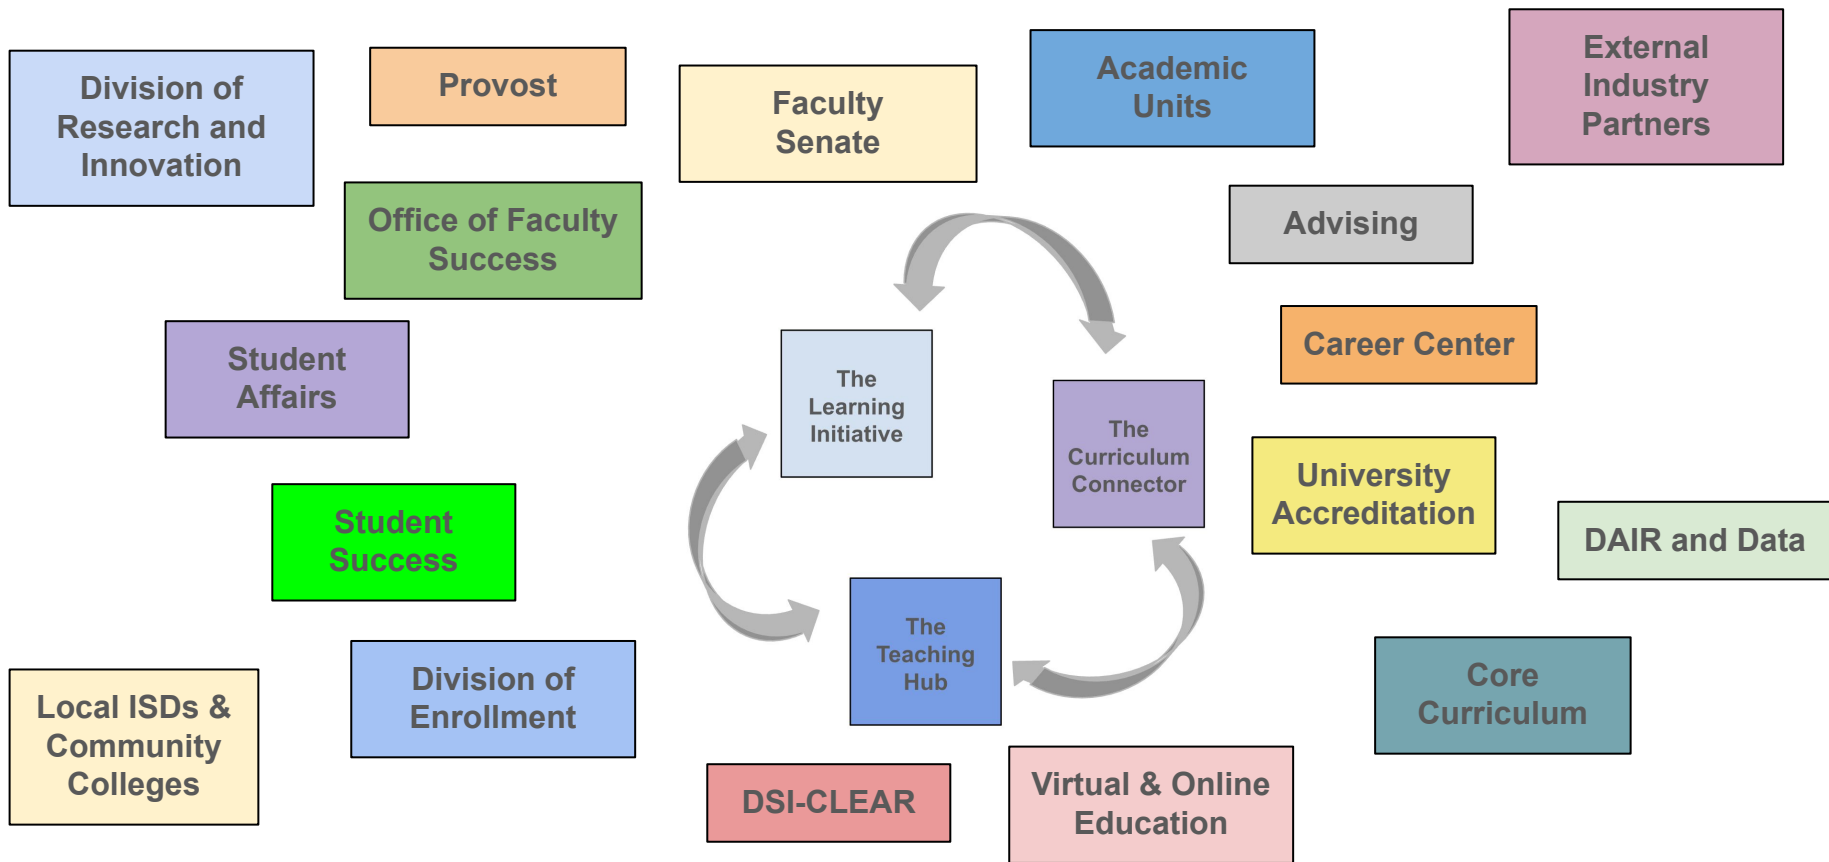 Division of
Research and
Innovation
Provost
Faculty
Senate
Academic
Units
External
Industry
Partners
Office of Faculty
Success
Advising
Student
Affairs
The
Learning
Initiative
Career Center
The
Curriculum
Connector
University
Accreditation
Student
Success
DAIR and Data
The
Teaching
Hub
Local ISDs &
Community
Colleges
Division of
Enrollment
Core
Curriculum
DSI-CLEAR
Virtual & Online
Education